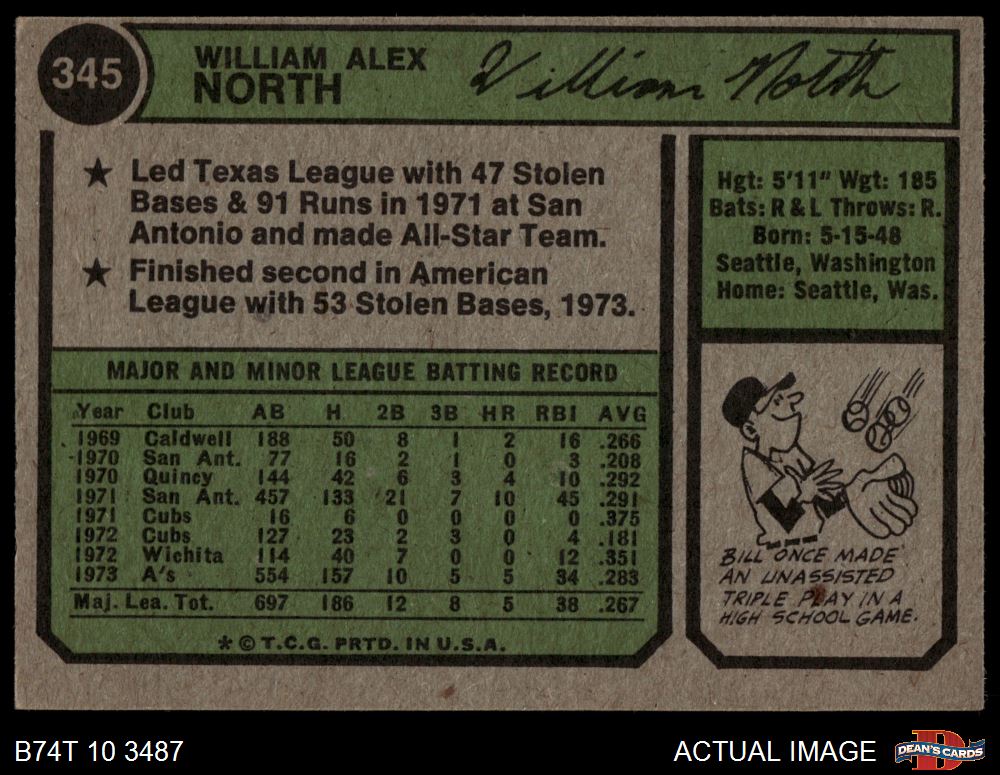 345
WILLIAM ALEX
NORTH
William North
★ Led Texas League with 47 Stolen
Bases & 91 Runs in 1971 at San
Antonio and made All-Star Team.
★ Finished second in American
League with 53 Stolen Bases, 1973.
Hgt: 5'11" Wgt: 185
Bats: R & L Throws: R.
Born: 5-15-48
Seattle, Washington
Home: Seattle, Was.
MAJOR AND MINOR LEAGUE BATTING RECORD
Year Club AB H 2B 3B HR RBI AVG
1969 Caldwell 188 50 8 1 2 16 .266
1970 San Ant. 77 16 2 1 0 3 .208
1970 Quincy 144 42 6 3 4 10 .292
1971 San Ant. 457 133 21 7 10 45 .291
1971 Cubs 16 6 0 0 0 0 .375
1972 Cubs 127 23 2 3 0 4 .181
1972 Wichita 114 40 7 0 0 12 .351
1973 A's 554 157 10 5 5 34 .283
Maj. Lea. Tot. 697 186 12 8 5 38 .267
* © T.C.G. PRTD. IN U.S.A.
BILL ONCE MADE
AN UNASSISTED
TRIPLE PLAY IN A
HIGH SCHOOL GAME.
B74T 10 3487
ACTUAL IMAGE
D
DEAN'S CARDS